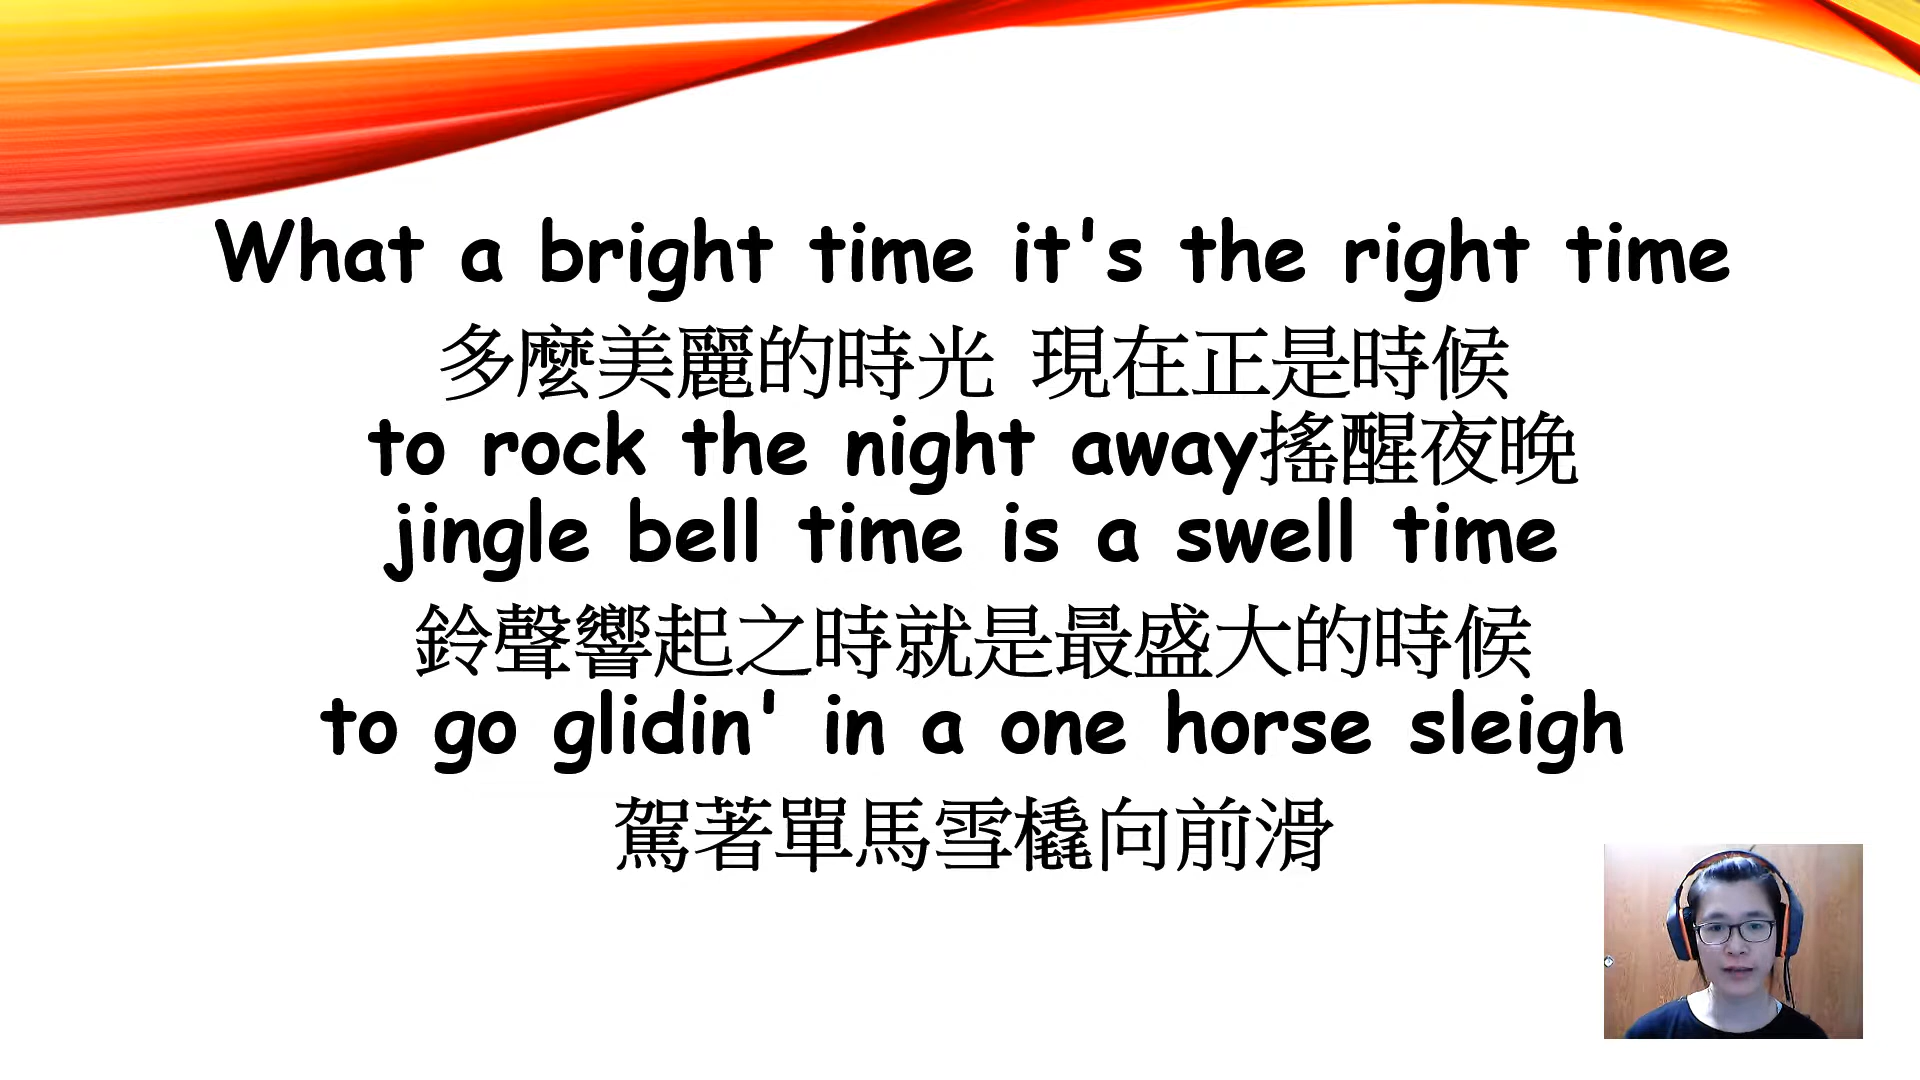 What a bright time it's the right time
多麼美麗的時光 現在正是時候
to rock the night away搖醒夜晚
jingle bell time is a swell time
鈴聲響起之時就是最盛大的時候
to go glidin' in a one horse sleigh
駕著單馬雪橇向前滑